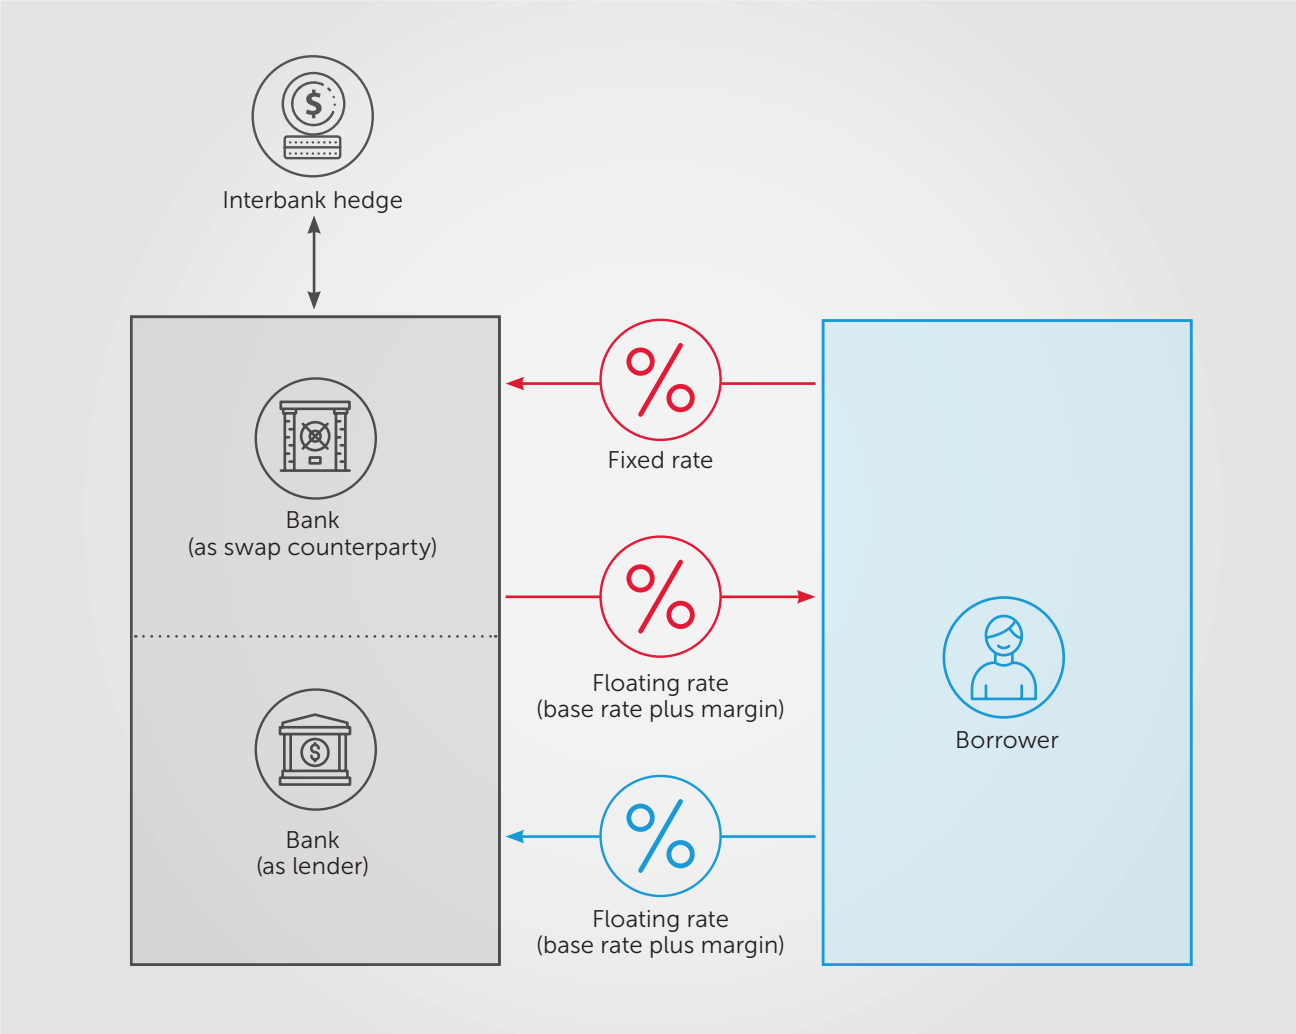 Interbank hedge
Fixed rate
Bank
(as swap counterparty)
Floating rate
(base rate plus margin)
Borrower
Bank
(as lender)
Floating rate
(base rate plus margin)